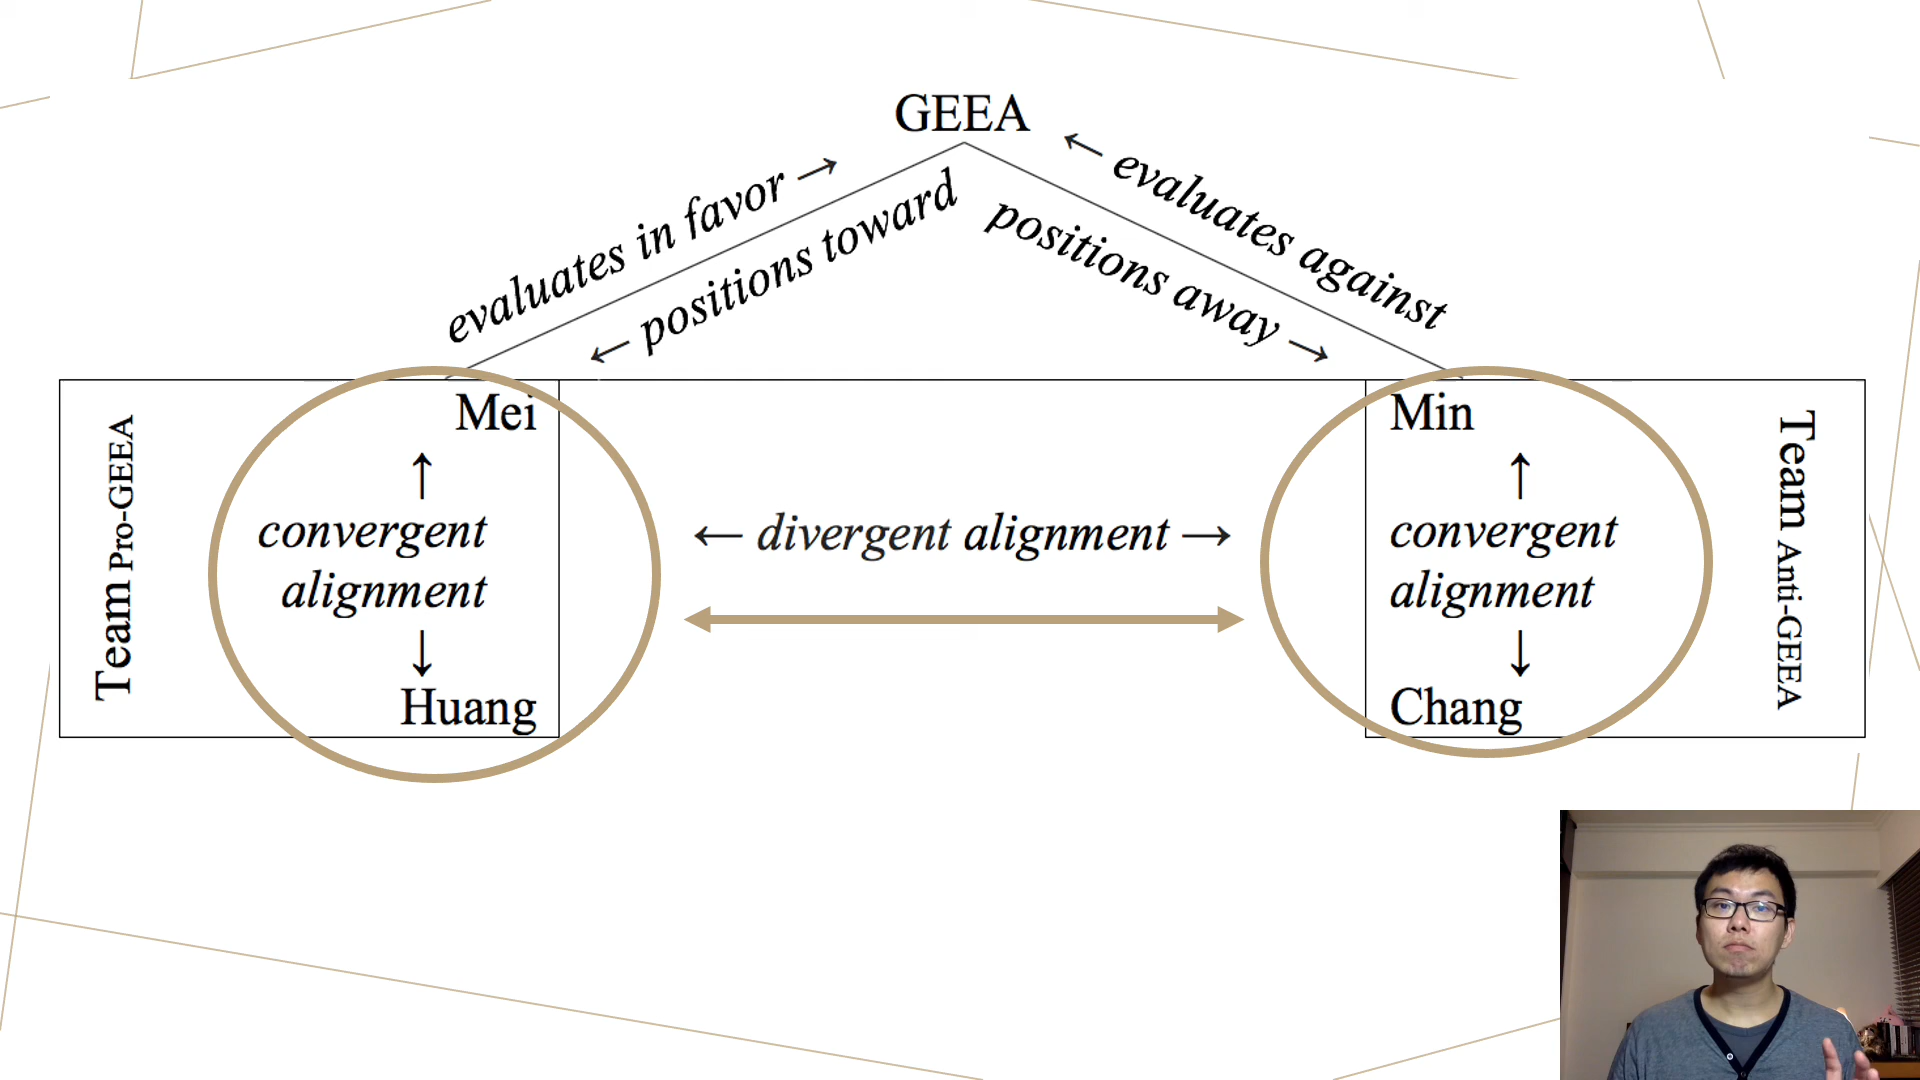 GEEA
evaluates in favor →
← positions toward
← evaluates against
positions away →
Team Pro-GEEA
Mei
↑
convergent
alignment
↓
Huang
← divergent alignment →
Min
↑
convergent
alignment
↓
Chang
Team Anti-GEEA